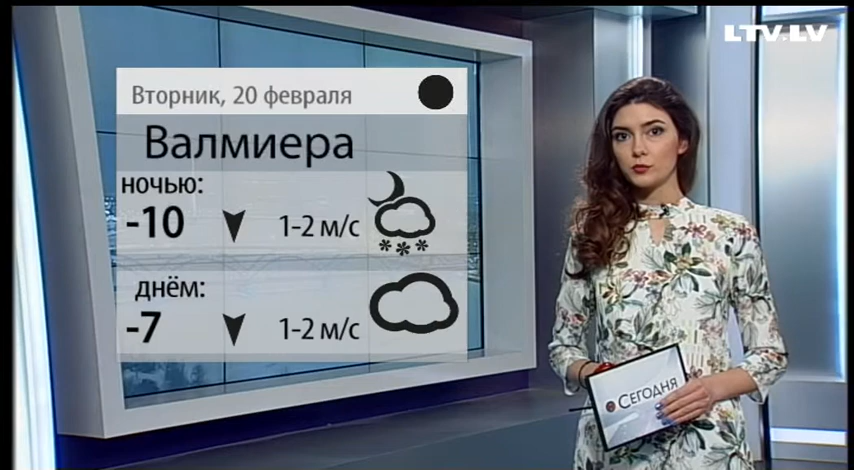 LTV.LV
Вторник, 20 февраля
Валмиера
ночью:
-10 1-2 м/с
днём:
-7 1-2 м/с
СЕГОДНЯ